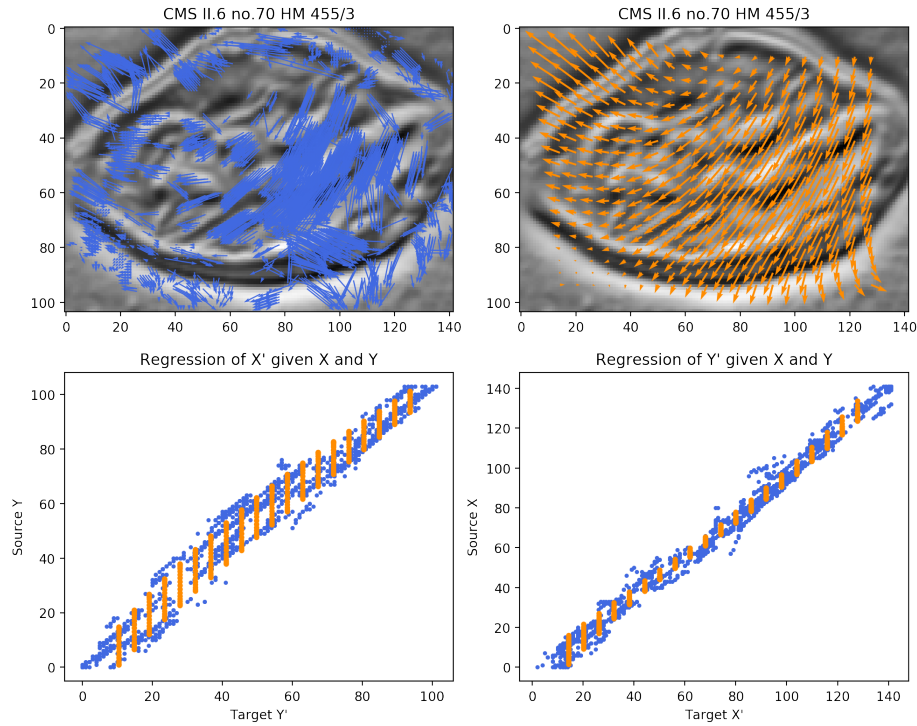 CMS II.6 no.70 HM 455/3
0
20
40
60
80
100
0 20 40 60 80 100 120 140
CMS II.6 no.70 HM 455/3
0
20
40
60
80
100
0 20 40 60 80 100 120 140
Regression of X' given X and Y
Source Y
100
80
60
40
20
0
0 20 40 60 80 100
Target Y'
Regression of Y' given X and Y
Source X
140
120
100
80
60
40
20
0
0 20 40 60 80 100 120 140
Target X'